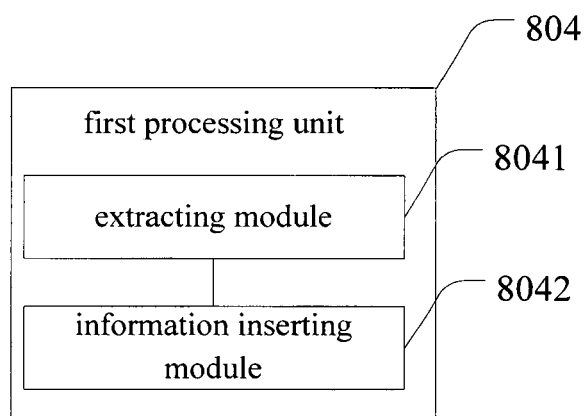 804
first processing unit
8041
extracting module
8042
information inserting
module